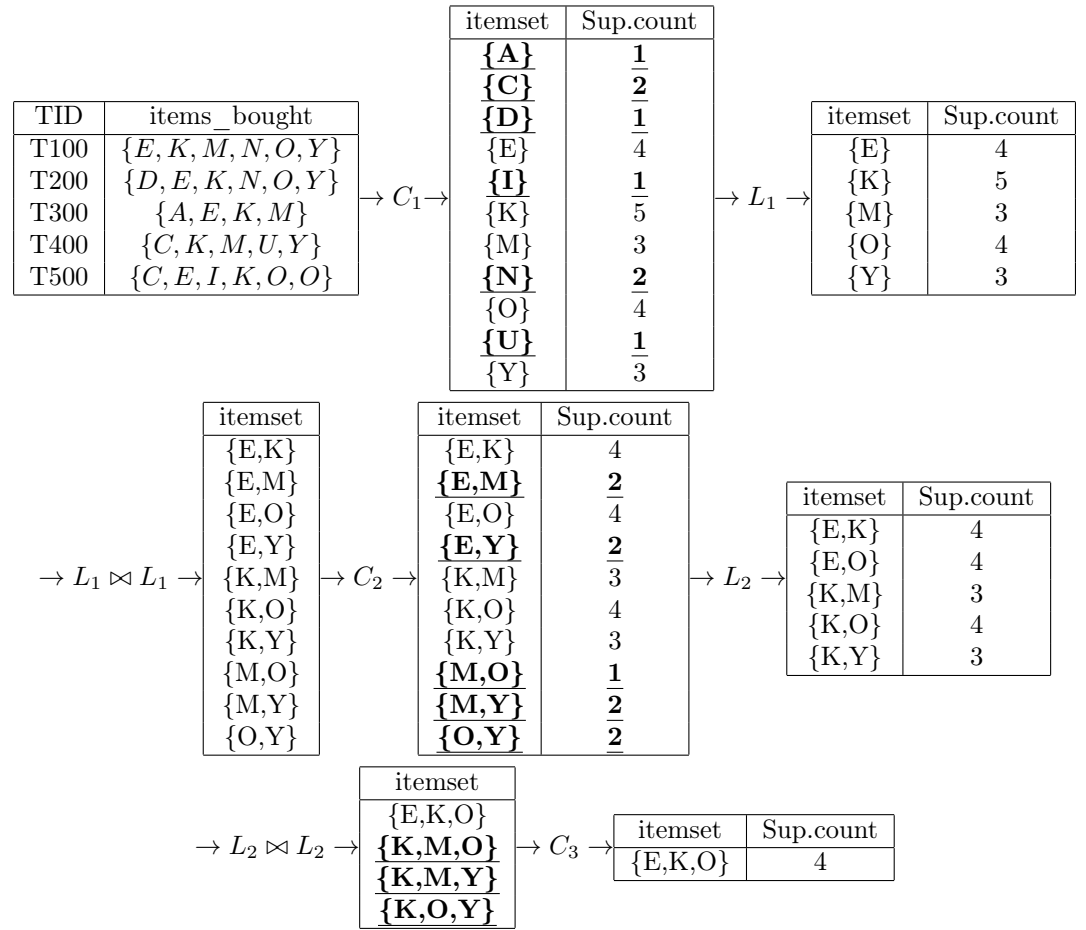 TID items_bought
T100 {E, K, M, N, O, Y}
T200 {D, E, K, N, O, Y}
T300 {A, E, K, M}
T400 {C, K, M, U, Y}
T500 {C, E, I, K, O, O}
→ C₁→
itemset Sup.count
{A} 1
{C} 2
{D} 1
{E} 4
{I} 1
{K} 5
{M} 3
{N} 2
{O} 4
{U} 1
{Y} 3
→ L₁ →
itemset Sup.count
{E} 4
{K} 5
{M} 3
{O} 4
{Y} 3
→ L₁ ⋈ L₁ →
itemset
{E,K}
{E,M}
{E,O}
{E,Y}
{K,M}
{K,O}
{K,Y}
{M,O}
{M,Y}
{O,Y}
→ C₂ →
itemset Sup.count
{E,K} 4
{E,M} 2
{E,O} 4
{E,Y} 2
{K,M} 3
{K,O} 4
{K,Y} 3
{M,O} 1
{M,Y} 2
{O,Y} 2
→ L₂ →
itemset Sup.count
{E,K} 4
{E,O} 4
{K,M} 3
{K,O} 4
{K,Y} 3
→ L₂ ⋈ L₂ →
itemset
{E,K,O}
{K,M,O}
{K,M,Y}
{K,O,Y}
→ C₃ →
itemset Sup.count
{E,K,O} 4